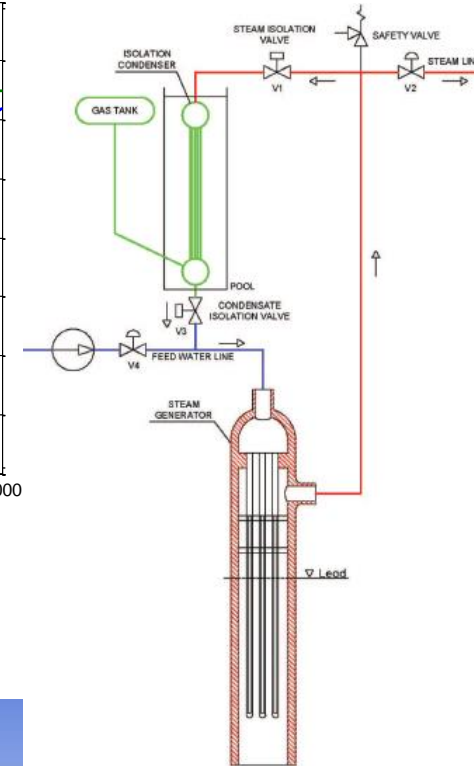 STEAM ISOLATION
VALVE
SAFETY VALVE
ISOLATION
CONDENSER
STEAM LIN
V1
V2
GAS TANK
POOL
CONDENSATE
ISOLATION VALVE
V3
FEED WATER LINE
V4
STEAM
GENERATOR
000
Lead